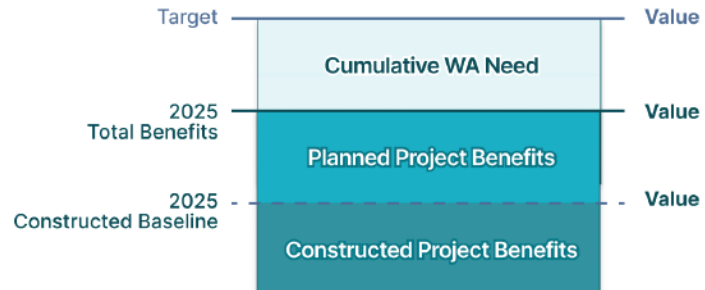 Target
Value
Cumulative WA Need
2025
Total Benefits
Value
Planned Project Benefits
2025
Constructed Baseline
Value
Constructed Project Benefits